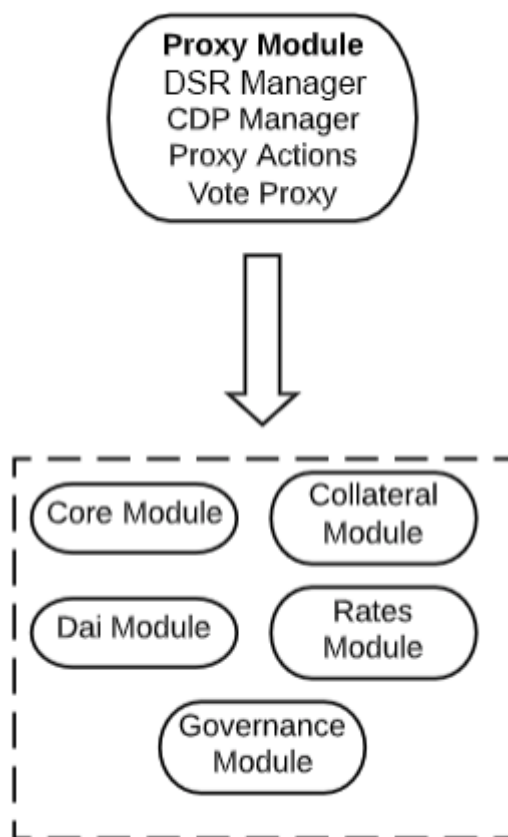 Proxy Module
DSR Manager
CDP Manager
Proxy Actions
Vote Proxy
Core Module
Collateral
Module
Dai Module
Rates
Module
Governance
Module